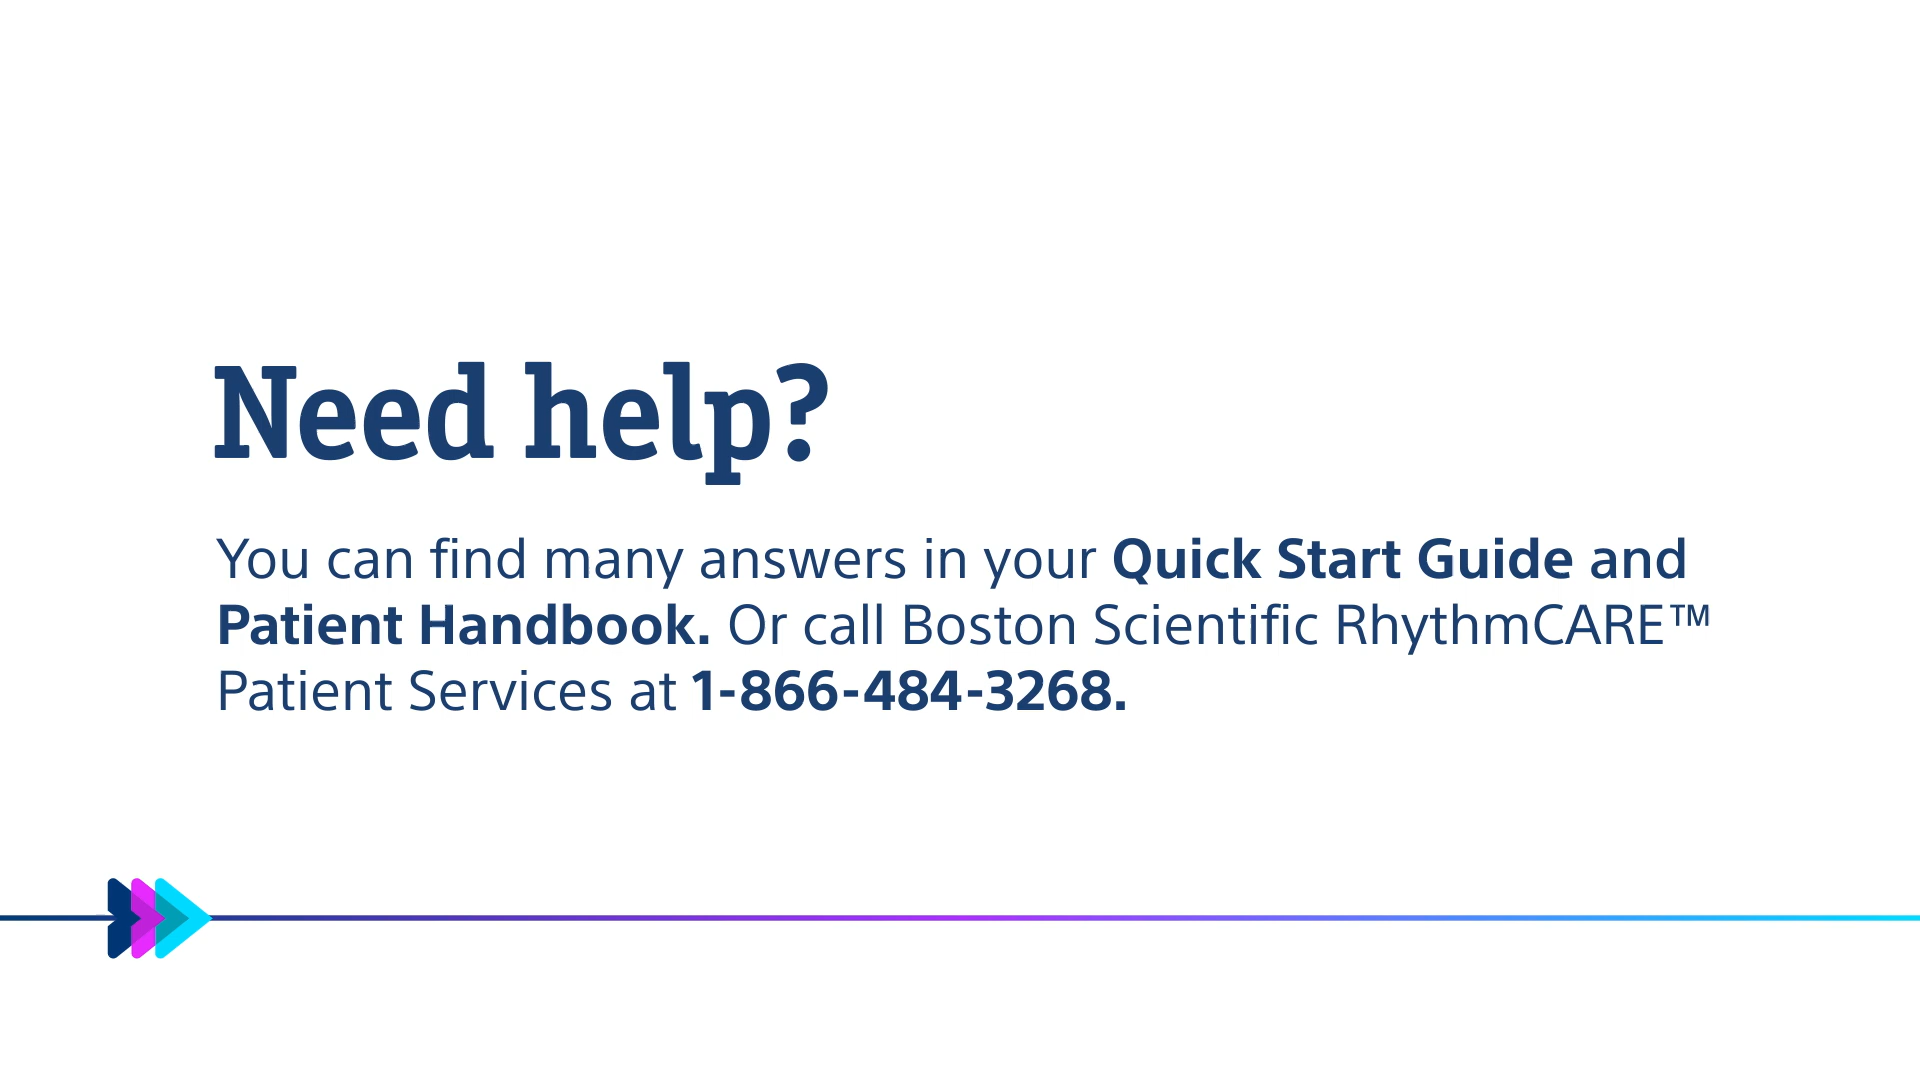 Need help?
You can find many answers in your Quick Start Guide and
Patient Handbook. Or call Boston Scientific RhythmCARE™
Patient Services at 1-866-484-3268.